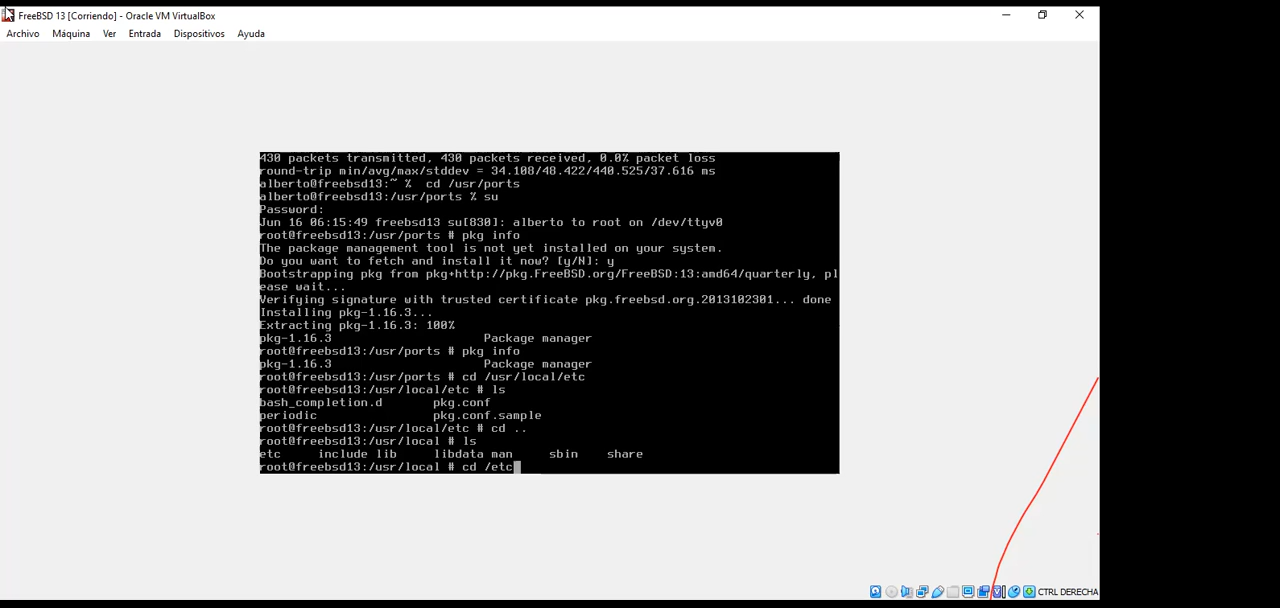 FreeBSD 13 [Corriendo] - Oracle VM VirtualBox
Archivo Máquina Ver Entrada Dispositivos Ayuda
430 packets transmitted, 430 packets received, 0.0% packet loss
round-trip min/avg/max/stddev = 34.108/48.422/440.525/37.616 ms
alberto@freebsd13:~ %  cd /usr/ports
alberto@freebsd13:/usr/ports % su
Password:
Jun 16 06:15:49 freebsd13 su[830]: alberto to root on /dev/ttyv0
root@freebsd13:/usr/ports # pkg info
The package management tool is not yet installed on your system.
Do you want to fetch and install it now? [y/N]: y
Bootstrapping pkg from pkg+http://pkg.FreeBSD.org/FreeBSD:13:amd64/quarterly, pl
ease wait...
Verifying signature with trusted certificate pkg.freebsd.org.2013102301... done
Installing pkg-1.16.3...
Extracting pkg-1.16.3: 100%
pkg-1.16.3                     Package manager
root@freebsd13:/usr/ports # pkg info
pkg-1.16.3                     Package manager
root@freebsd13:/usr/ports # cd /usr/local/etc
root@freebsd13:/usr/local/etc # ls
bash_completion.d       pkg.conf
periodic                pkg.conf.sample
root@freebsd13:/usr/local/etc # cd ..
root@freebsd13:/usr/local # ls
etc     include lib     libdata man     sbin    share
root@freebsd13:/usr/local # cd /etc
CTRL DERECHA